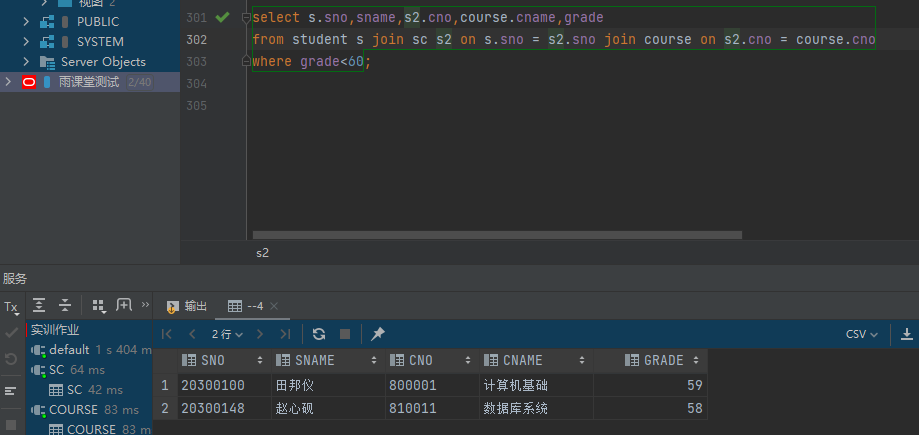 视图 2
PUBLIC
SYSTEM
Server Objects
雨课堂测试 2/40
301 select s.sno,sname,s2.cno,course.cname,grade
302 from student s join sc s2 on s.sno = s2.sno join course on s2.cno = course.cno
303 where grade<60;
304
305
s2
服务
Tx
实训作业
default 1 s 404 m
SC 64 ms
SC 42 ms
COURSE 83 ms
COURSE 83 m
输出 --4
2 行 CSV
SNO SNAME CNO CNAME GRADE
1 20300100 田邦仪 800001 计算机基础 59
2 20300148 赵心砚 810011 数据库系统 58